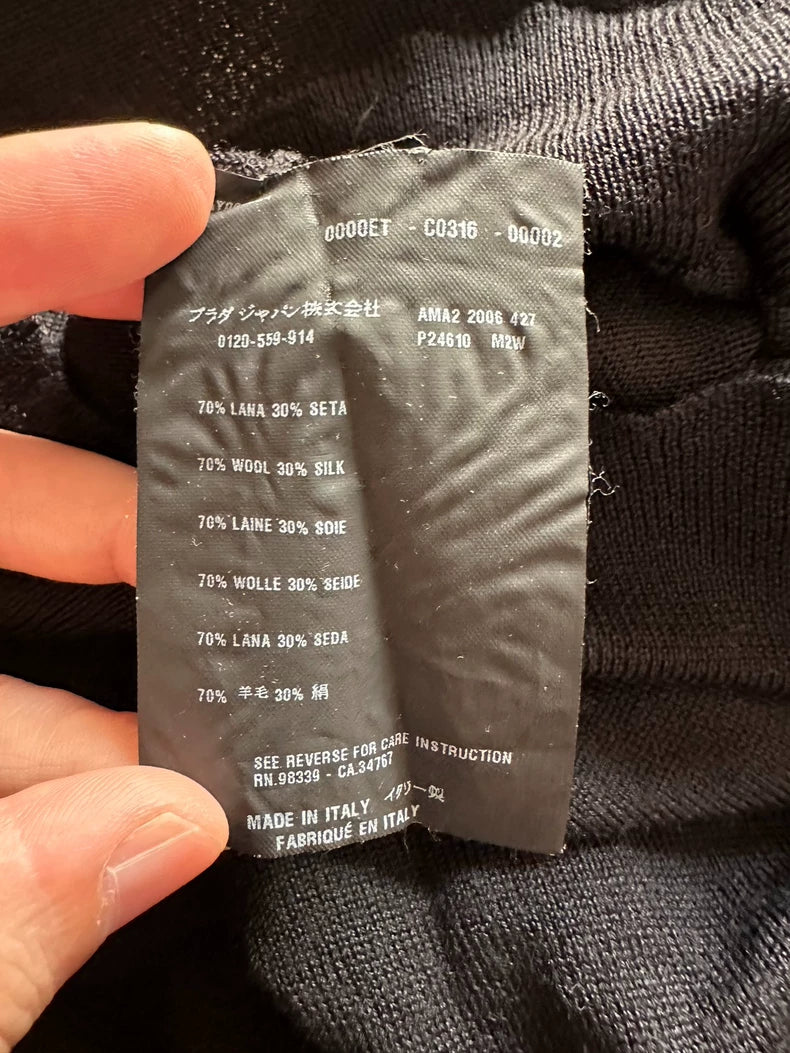 0000ET - C0316 - 00002
プラダ ジャパン株式会社
0120-559-914
AMA2 2006 427
P24610 M2W
70% LANA 30% SETA
70% WOOL 30% SILK
70% LAINE 30% SOIE
70% WOLLE 30% SEIDE
70% LANA 30% SEDA
70% 羊毛 30% 絹
SEE REVERSE FOR CARE INSTRUCTION
RN.98339 - CA.34767
MADE IN ITALY イタリー製
FABRIQUÉ EN ITALY